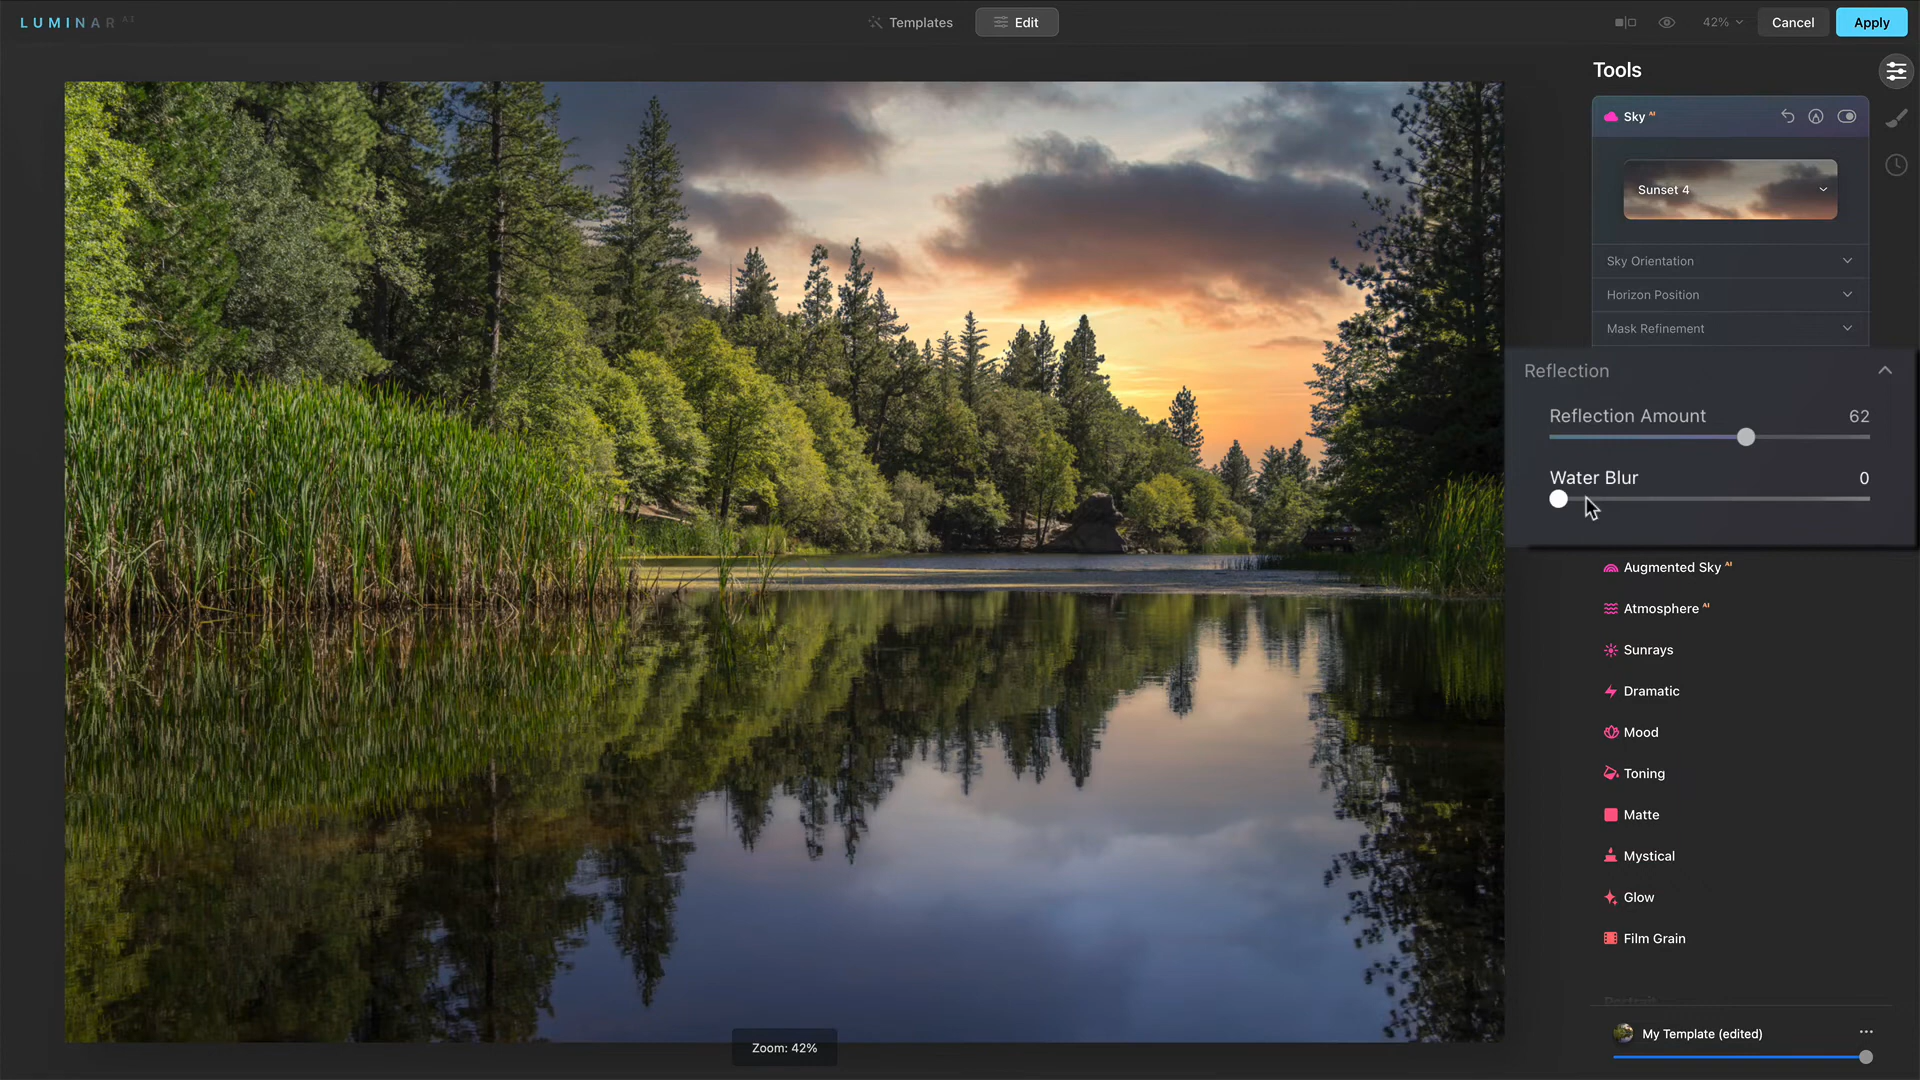 LUMINAR AI
Templates
Edit
42%
Cancel
Apply
Tools
Sky AI
Sunset 4
Sky Orientation
Horizon Position
Mask Refinement
Reflection
Reflection Amount 62
Water Blur 0
Augmented Sky AI
Atmosphere AI
Sunrays
Dramatic
Mood
Toning
Matte
Mystical
Glow
Film Grain
Portrait
My Template (edited)
Zoom: 42%